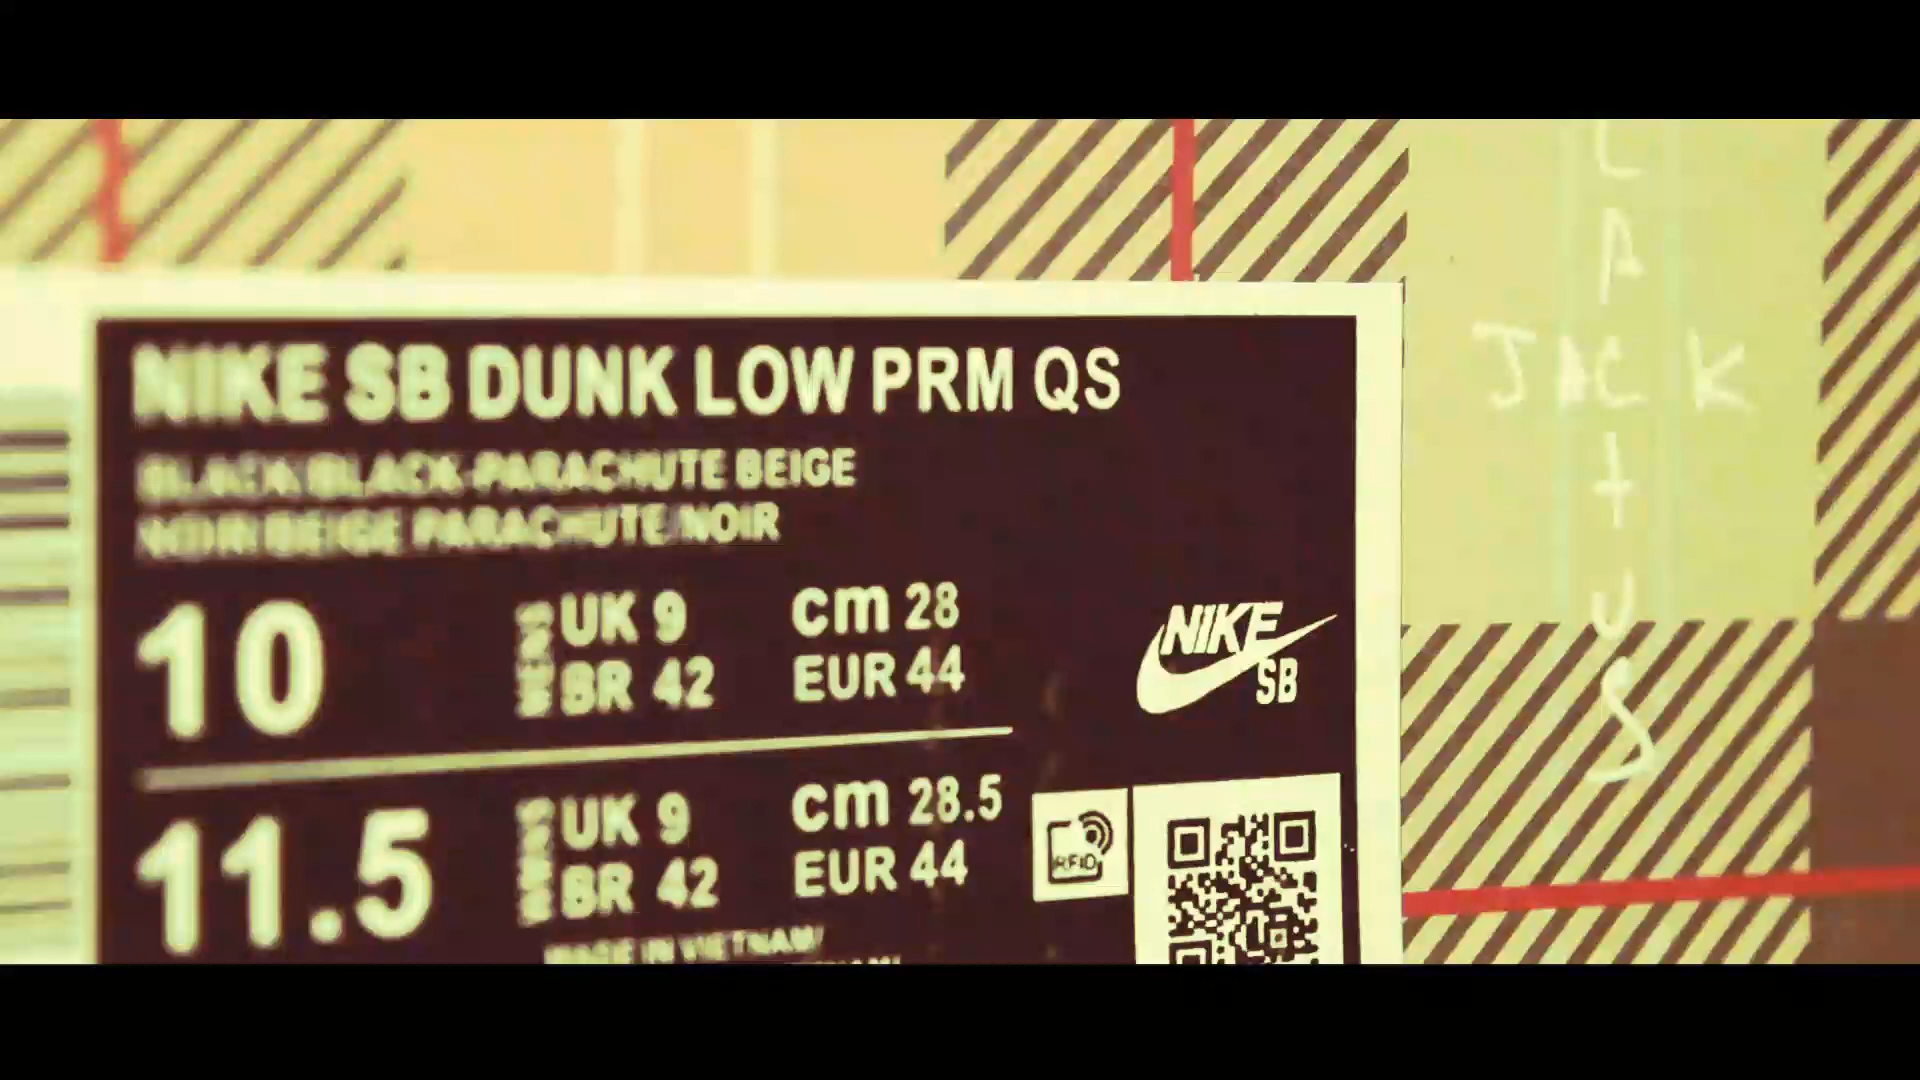 NIKE SB DUNK LOW PRM QS
BLACK/BLACK-PARACHUTE BEIGE
NOIR/BEIGE PARACHUTE/NOIR
10
UK 9
cm 28
BR 42
EUR 44
11.5
UK 9
cm 28.5
BR 42
EUR 44
MADE IN VIETNAM/
NIKE
SB
RFID
C
A
JACK
T
U
S